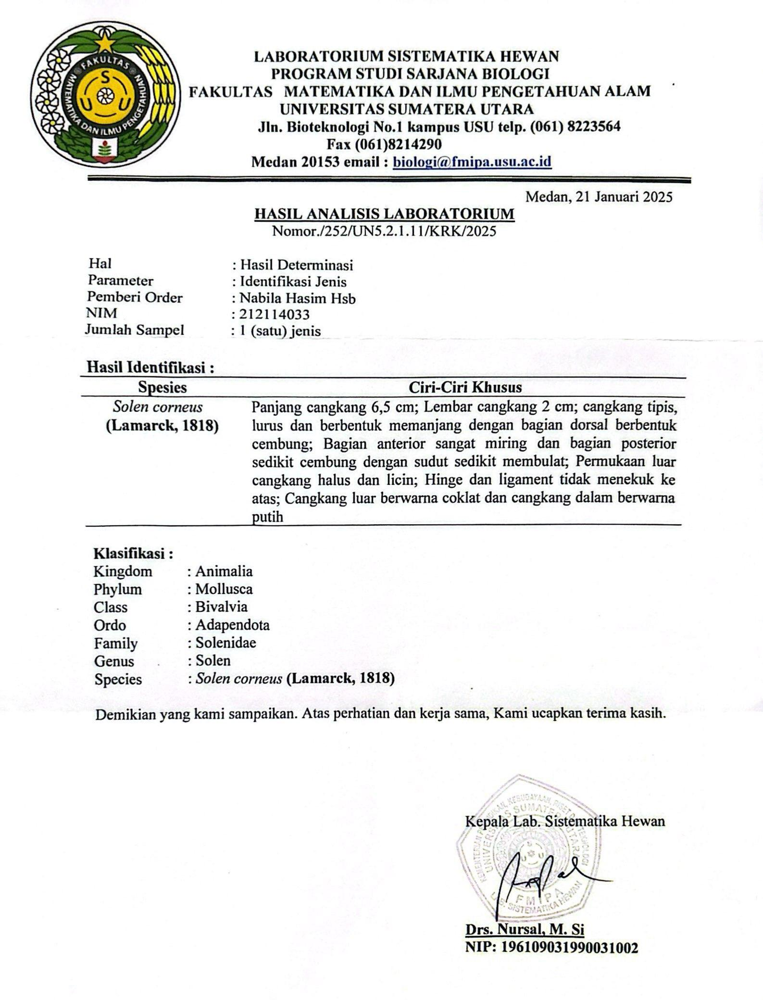 FAKULTAS
MATEMATIKA DAN ILMU PENGETAHUAN
S
U U
LABORATORIUM SISTEMATIKA HEWAN
PROGRAM STUDI SARJANA BIOLOGI
FAKULTAS MATEMATIKA DAN ILMU PENGETAHUAN ALAM
UNIVERSITAS SUMATERA UTARA
Jln. Bioteknologi No.1 kampus USU telp. (061) 8223564
Fax (061)8214290
Medan 20153 email : biologi@fmipa.usu.ac.id
Medan, 21 Januari 2025
HASIL ANALISIS LABORATORIUM
Nomor./252/UN5.2.1.11/KRK/2025
Hal : Hasil Determinasi
Parameter : Identifikasi Jenis
Pemberi Order : Nabila Hasim Hsb
NIM : 212114033
Jumlah Sampel : 1 (satu) jenis
Hasil Identifikasi :
Spesies Ciri-Ciri Khusus
Solen corneus Panjang cangkang 6,5 cm; Lembar cangkang 2 cm; cangkang tipis,
(Lamarck, 1818) lurus dan berbentuk memanjang dengan bagian dorsal berbentuk
cembung; Bagian anterior sangat miring dan bagian posterior
sedikit cembung dengan sudut sedikit membulat; Permukaan luar
cangkang halus dan licin; Hinge dan ligament tidak menekuk ke
atas; Cangkang luar berwarna coklat dan cangkang dalam berwarna
putih
Klasifikasi :
Kingdom : Animalia
Phylum : Mollusca
Class : Bivalvia
Ordo : Adapendota
Family : Solenidae
Genus : Solen
Species : Solen corneus (Lamarck, 1818)
Demikian yang kami sampaikan. Atas perhatian dan kerja sama, Kami ucapkan terima kasih.
Kepala Lab. Sistematika Hewan
KEMENTERIAN PENDIDIKAN, KEBUDAYAAN, RISET DAN TEKNOLOGI
UNIVERSITAS SUMATERA UTARA
S
U U
FMIPA
LAB. SISTEMATIKA HEWAN
Drs. Nursal, M. Si
NIP: 196109031990031002